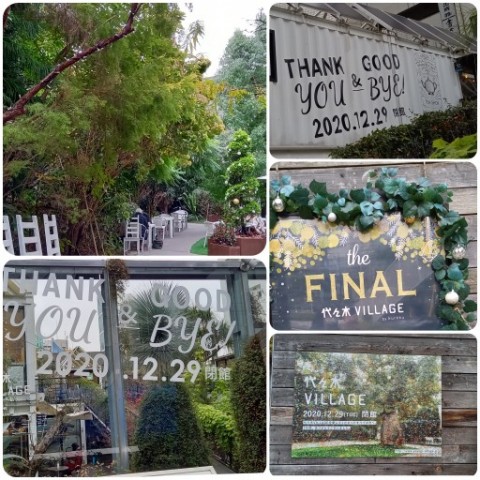 THANK GOOD
YOU & BYE!
2020.12.29 閉館
the
FINAL
代々木 VILLAGE
THANK GOOD
YOU & BYE!
2020.12.29 閉館
代々木
VILLAGE
2020.12.29 閉館